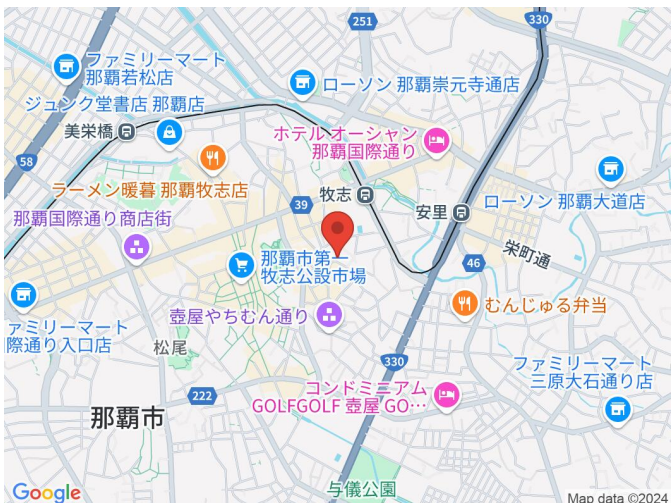 330
251
ファミリーマート
那覇若松店
ローソン 那覇崇元寺通店
ジュンク堂書店 那覇店
美栄橋
ホテル オーシャン
那覇国際通り
58
ラーメン暖暮 那覇牧志店
牧志
安里
ローソン 那覇大道店
39
那覇国際通り商店街
栄町通
那覇市第一
牧志公設市場
46
むんじゅる弁当
壺屋やちむん通り
ァミリーマート
際通り入口店
松尾
330
ファミリーマート
三原大石通り店
222
コンドミニアム
GOLFGOLF 壺屋 GO…
那覇市
与儀公園
Google
Map data ©2024